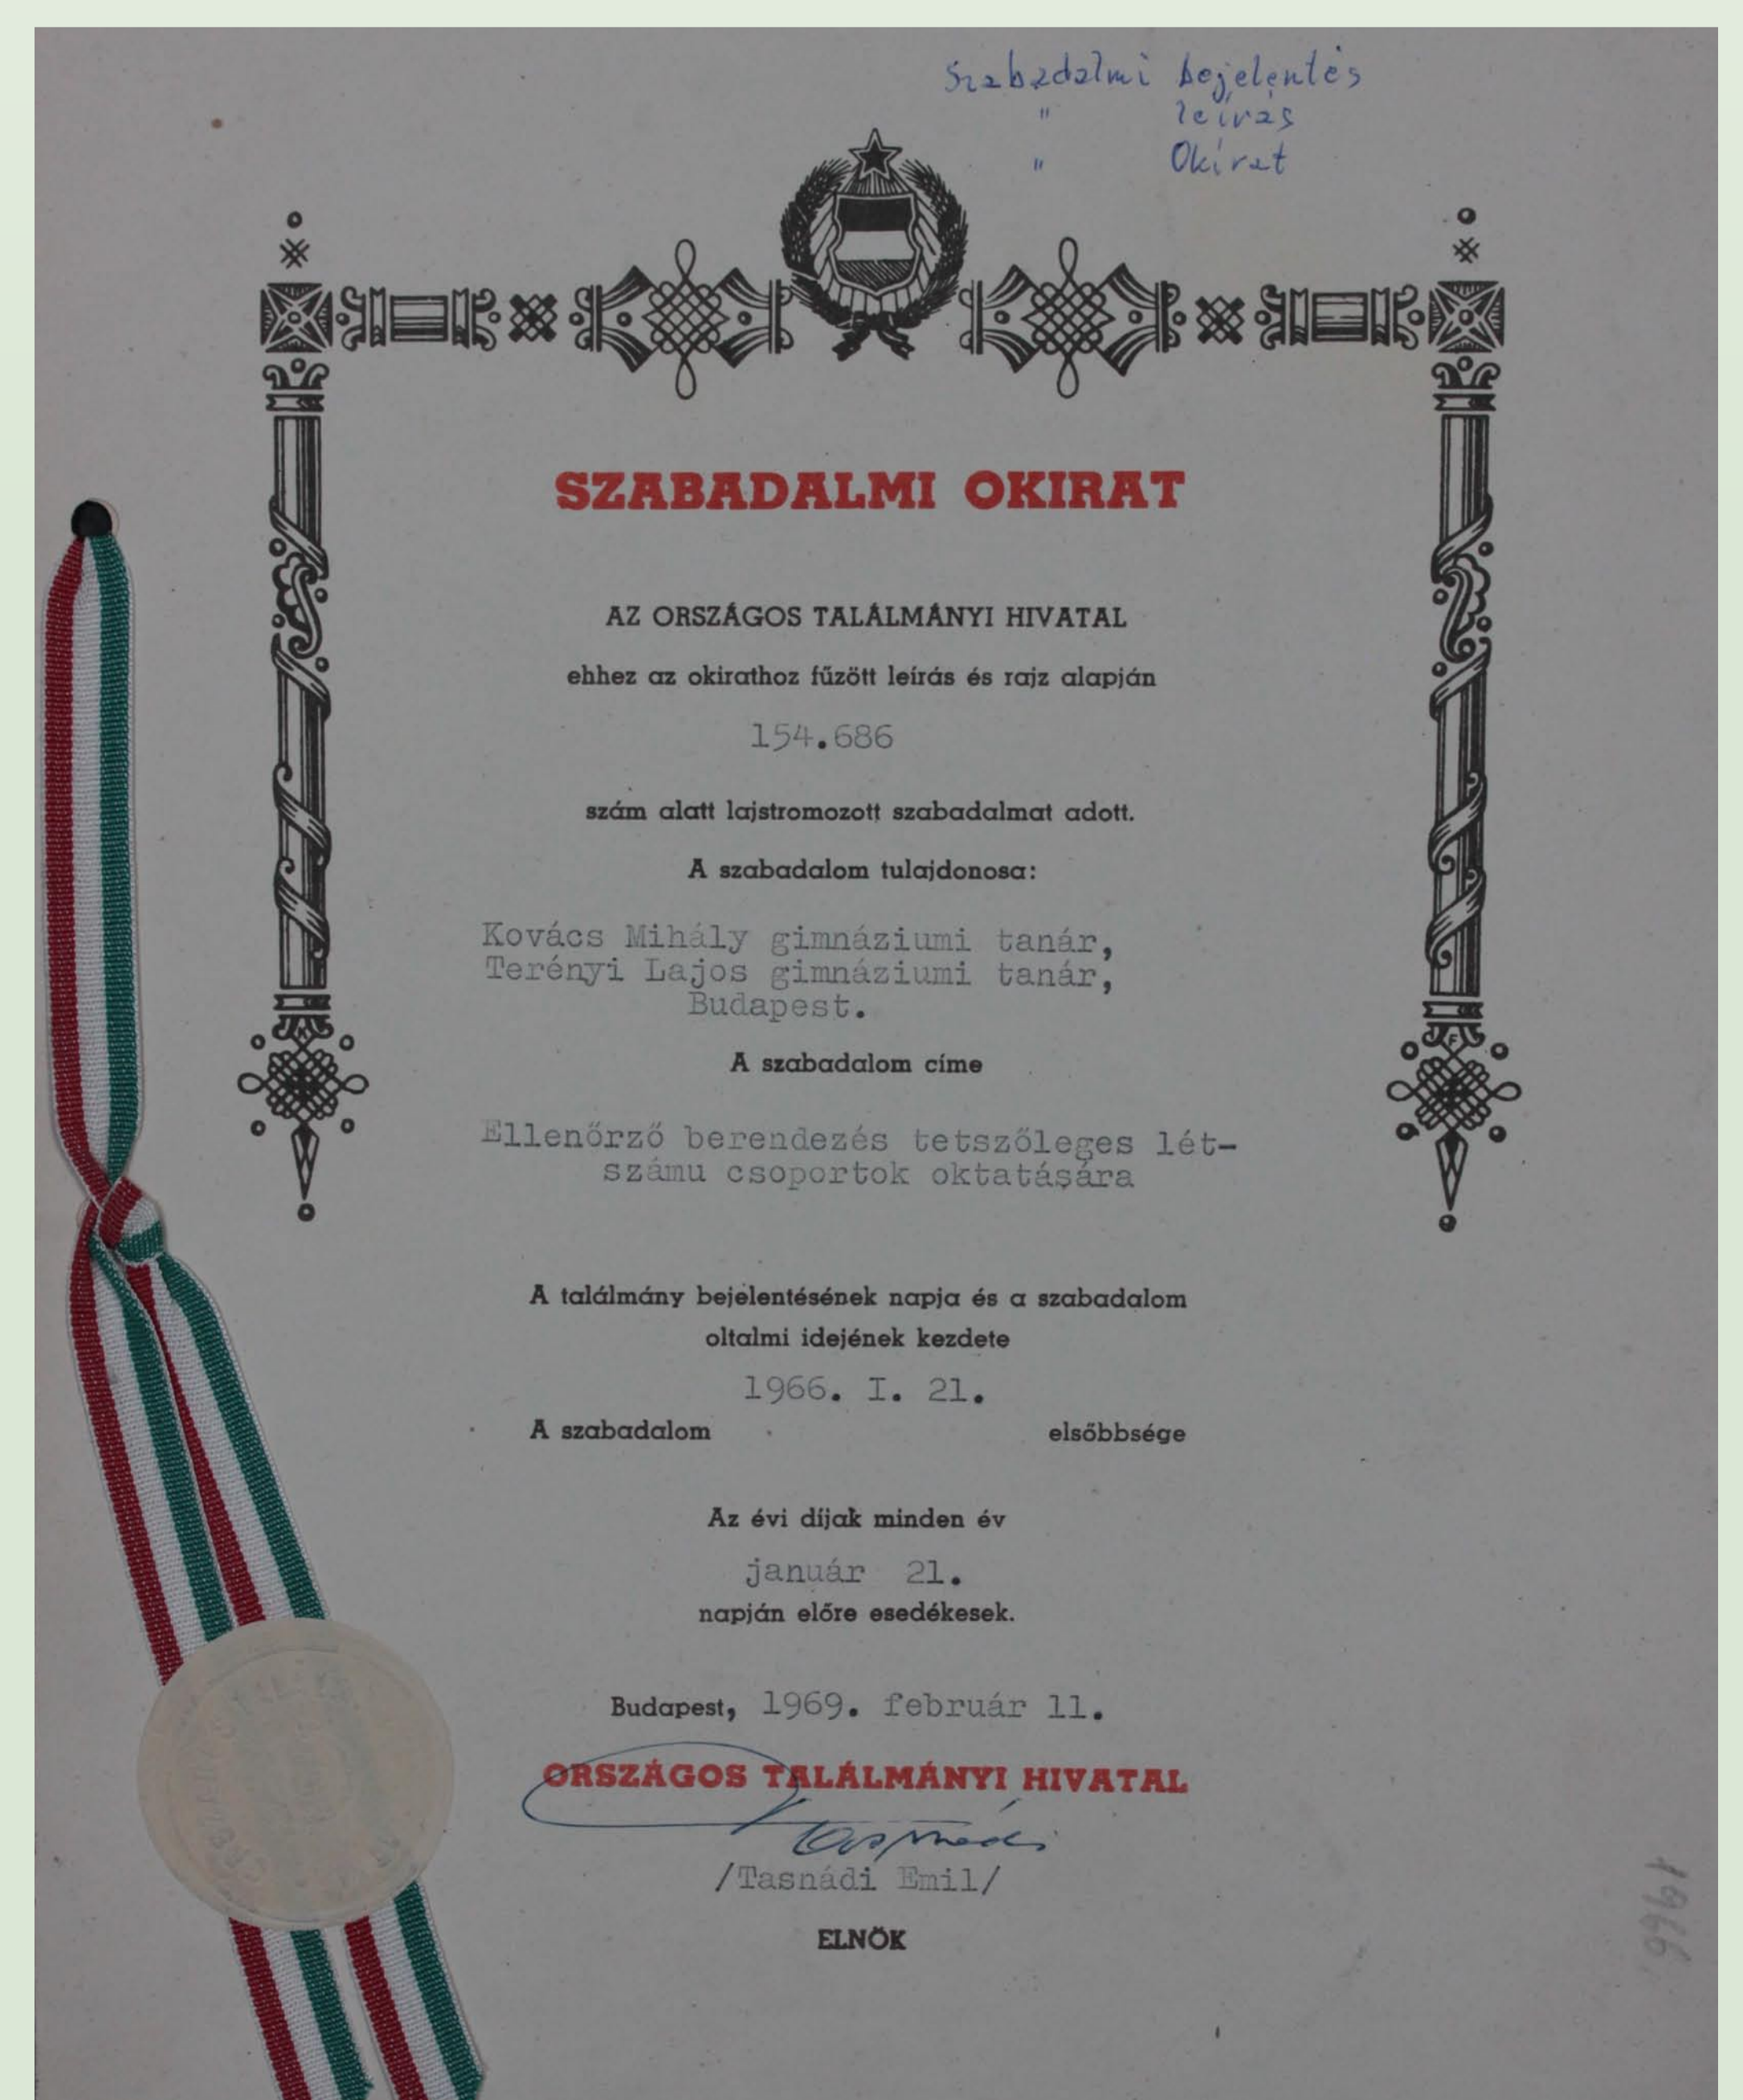 Szabadalmi bejelentés
" leírás
" Okirat
SZABADALMI OKIRAT
AZ ORSZÁGOS TALÁLMÁNYI HIVATAL
ehhez az okirathoz fűzött leírás és rajz alapján
154.686
szám alatt lajstromozott szabadalmat adott.
A szabadalom tulajdonosa:
Kovács Mihály gimnáziumi tanár,
Terényi Lajos gimnáziumi tanár,
Budapest.
A szabadalom címe
Ellenőrző berendezés tetszőleges lét-
számu csoportok oktatására
A találmány bejelentésének napja és a szabadalom
oltalmi idejének kezdete
1966. I. 21.
A szabadalom elsőbbsége
Az évi díjak minden év
január 21.
napján előre esedékesek.
Budapest, 1969. február 11.
ORSZÁGOS TALÁLMÁNYI HIVATAL
Tasnádi
/Tasnádi Emil/
ELNÖK
1966.